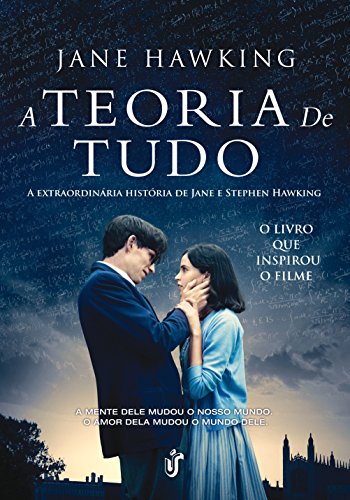 JANE HAWKING
A TEORIA De
TUDO
A EXTRAORDINÁRIA HISTÓRIA DE JANE E STEPHEN HAWKING
O LIVRO
QUE
INSPIROU
O FILME
A MENTE DELE MUDOU O NOSSO MUNDO.
O AMOR DELA MUDOU O MUNDO DELE.